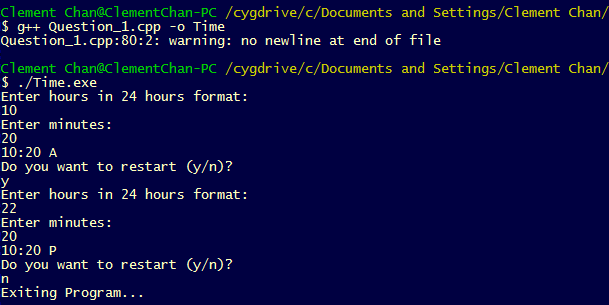 Clement Chan@ClementChan-PC /cygdrive/c/Documents and Settings/Clement Chan/
$ g++ Question_1.cpp -o Time
Question_1.cpp:80:2: warning: no newline at end of file
Clement Chan@ClementChan-PC /cygdrive/c/Documents and Settings/Clement Chan/
$ ./Time.exe
Enter hours in 24 hours format:
10
Enter minutes:
20
10:20 A
Do you want to restart (y/n)?
y
Enter hours in 24 hours format:
22
Enter minutes:
20
10:20 P
Do you want to restart (y/n)?
n
Exiting Program...